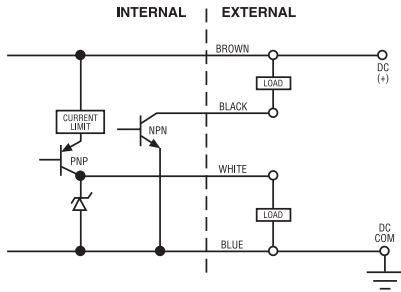 INTERNAL
EXTERNAL
BROWN
DC
(+)
LOAD
CURRENT
LIMIT
BLACK
NPN
PNP
WHITE
LOAD
DC
COM
BLUE